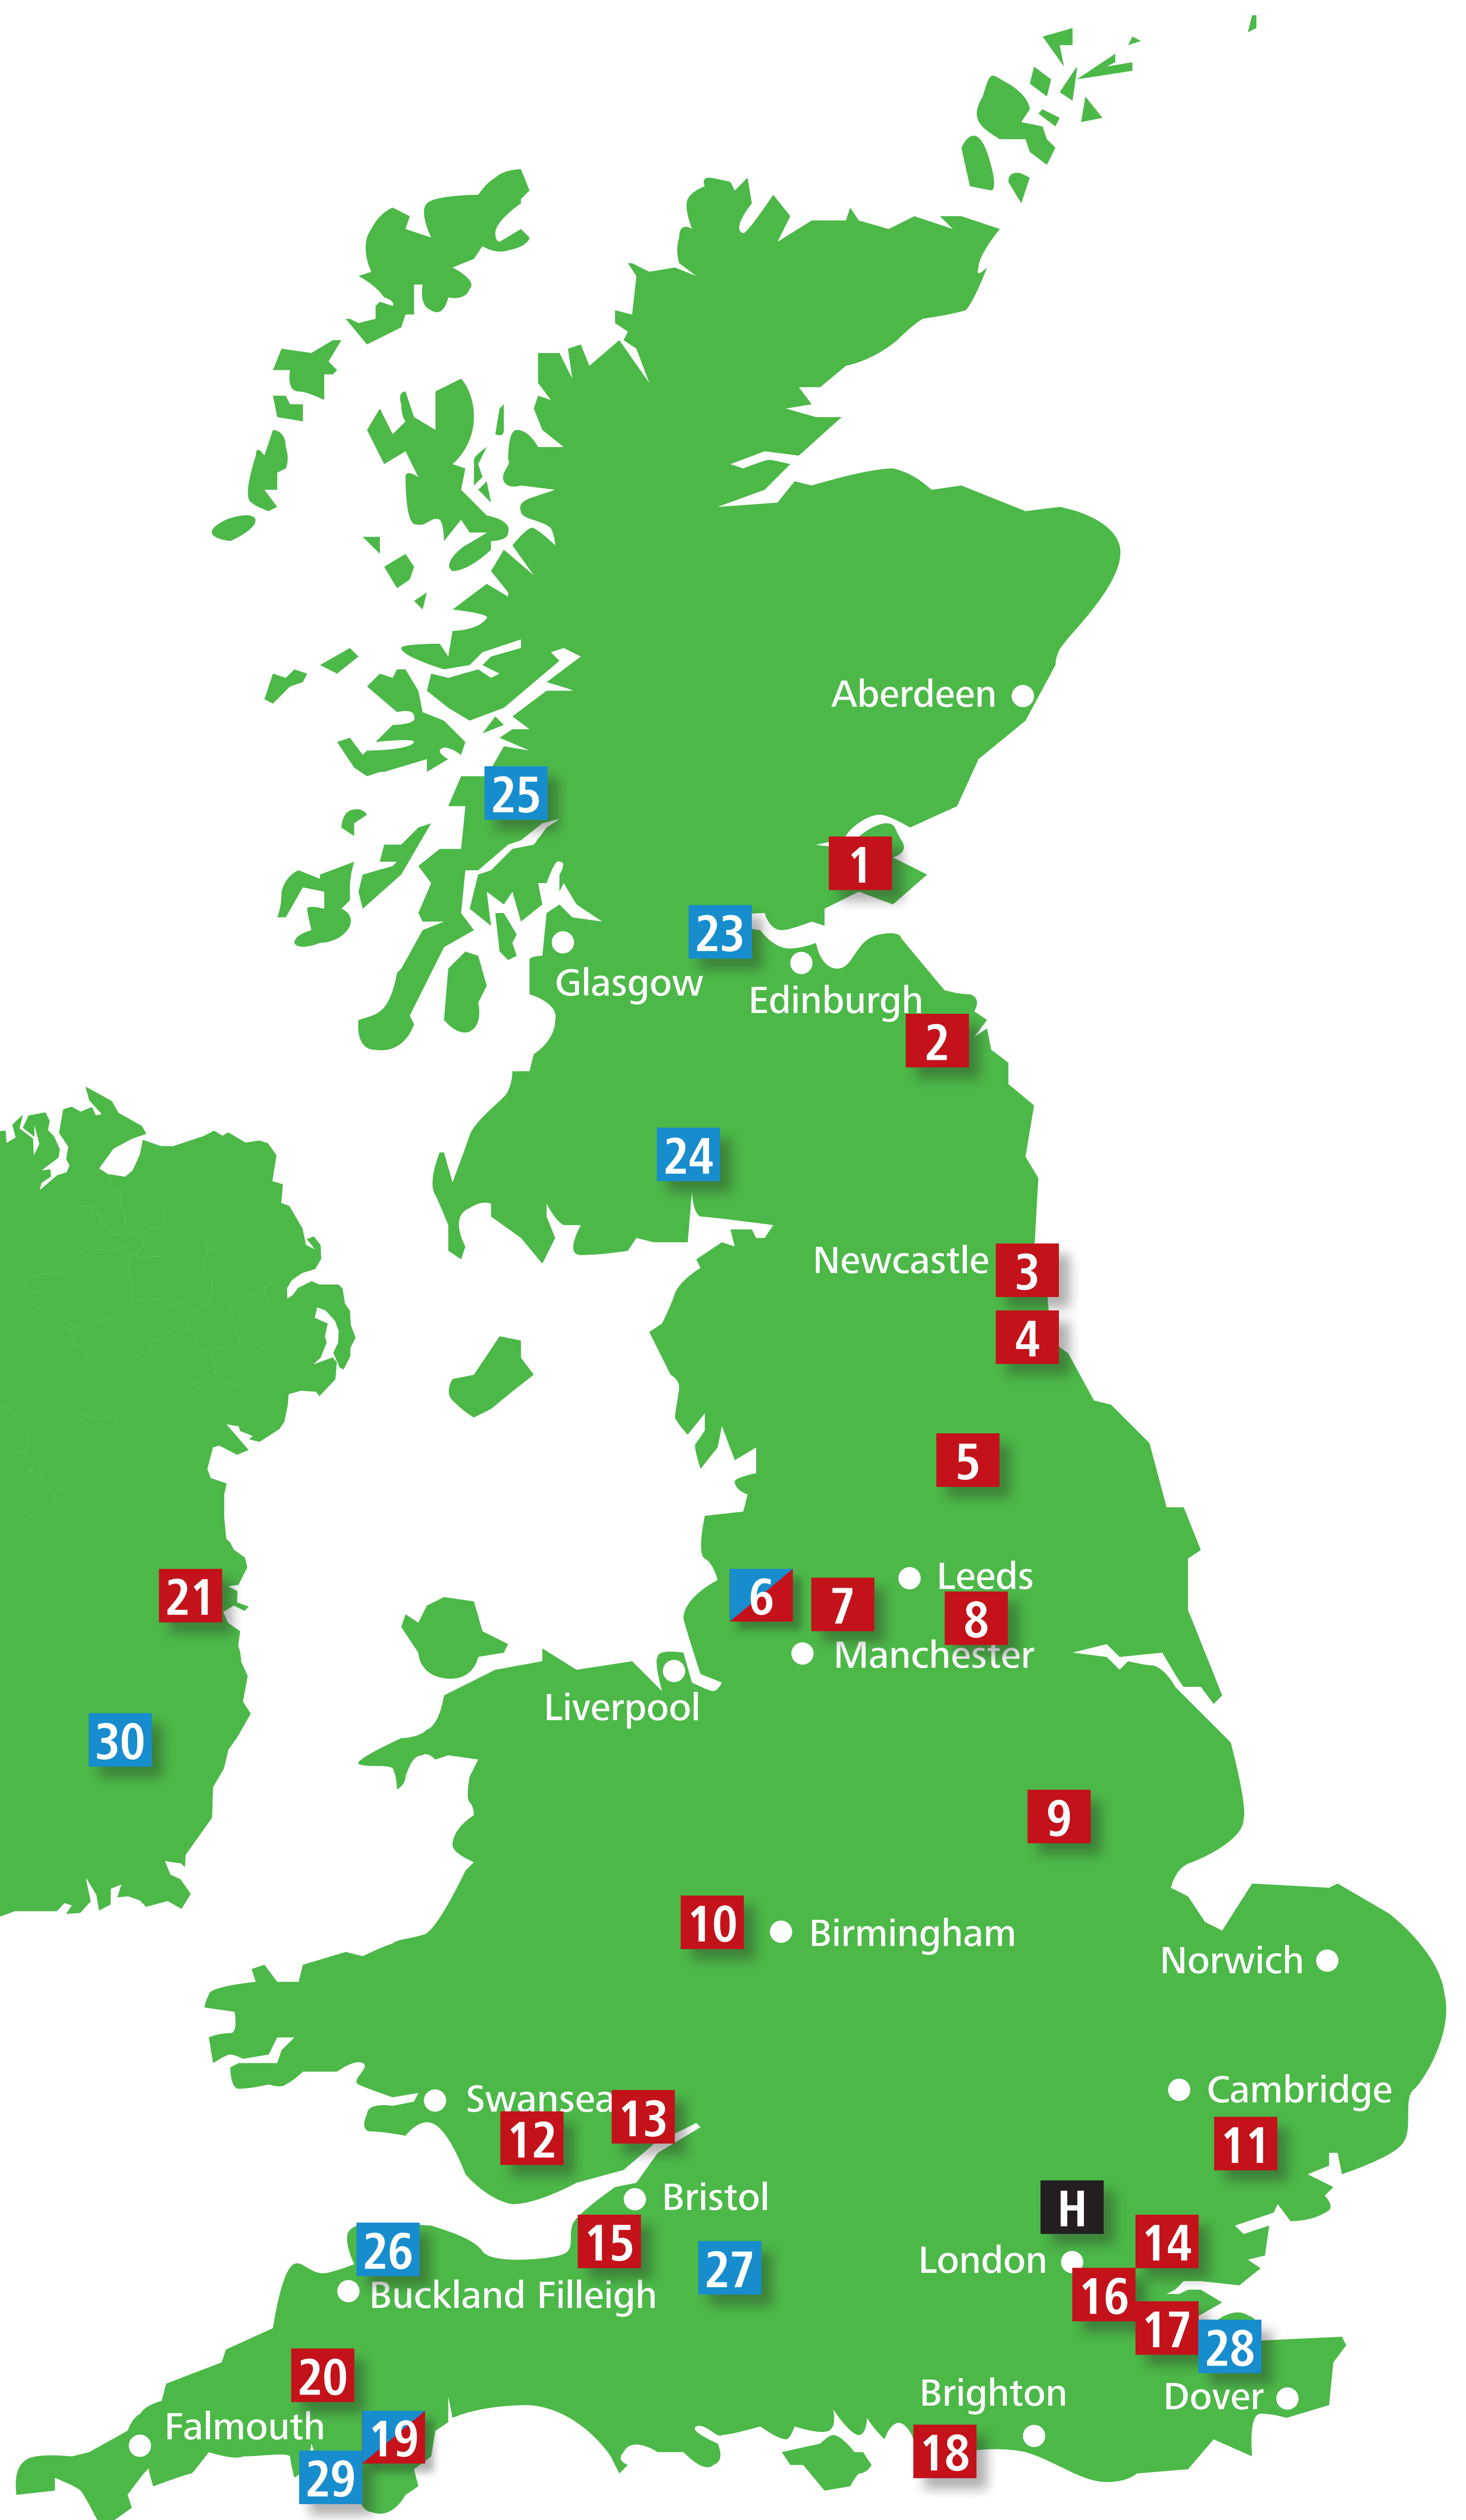 Aberdeen
25
1
23
Glasgow
Edinburgh
2
24
Newcastle
3
4
5
Leeds
21
6
7
8
Manchester
Liverpool
30
9
10
Birmingham
Norwich
Cambridge
Swansea
13
12
11
Bristol
H
15
14
26
27
London
Buckland Filleigh
16
17
28
20
Brighton
Dover
Falmouth
19
18
29